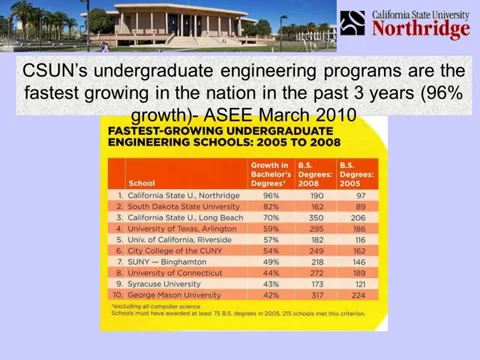 California State University
Northridge
CSUN's undergraduate engineering programs are the
fastest growing in the nation in the past 3 years (96%
growth)- ASEE March 2010
FASTEST-GROWING UNDERGRADUATE
ENGINEERING SCHOOLS: 2005 TO 2008
School Growth in Bachelor's Degrees* B.S. Degrees: 2008 B.S. Degrees: 2005
1. California State U., Northridge 96% 190 97
2. South Dakota State University 82% 162 89
3. California State U., Long Beach 70% 350 206
4. University of Texas, Arlington 59% 295 186
5. Univ. of California, Riverside 57% 182 116
6. City College of the CUNY 54% 249 162
7. SUNY — Binghamton 49% 218 146
8. University of Connecticut 44% 272 189
9. Syracuse University 43% 173 121
10. George Mason University 42% 317 224
*excluding all computer science
Schools must have awarded at least 75 B.S. degrees in 2005. 215 schools met this criterion.